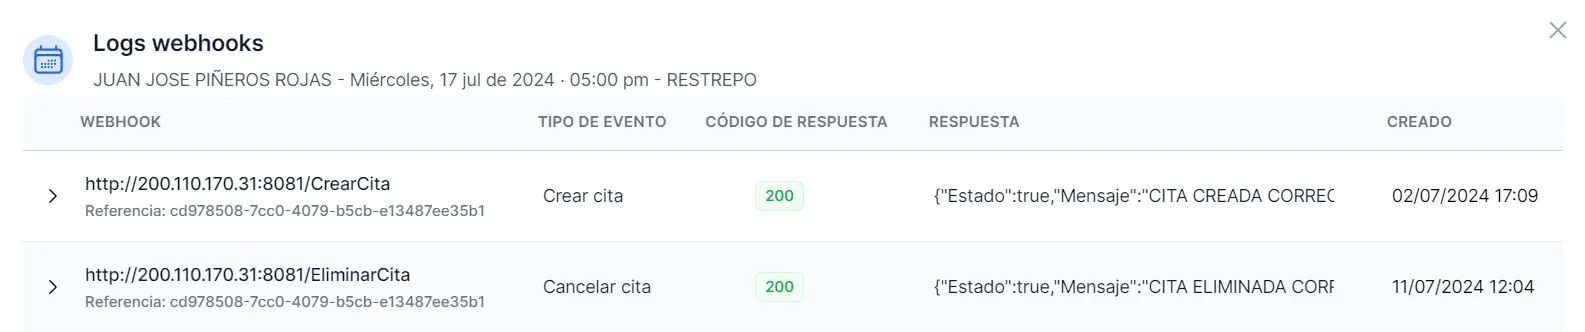 Logs webhooks
JUAN JOSE PIÑEROS ROJAS - Miércoles, 17 jul de 2024 · 05:00 pm - RESTREPO
WEBHOOK TIPO DE EVENTO CÓDIGO DE RESPUESTA RESPUESTA CREADO
http://200.110.170.31:8081/CrearCita Crear cita 200 {"Estado":true,"Mensaje":"CITA CREADA CORREC 02/07/2024 17:09
Referencia: cd978508-7cc0-4079-b5cb-e13487ee35b1
http://200.110.170.31:8081/EliminarCita Cancelar cita 200 {"Estado":true,"Mensaje":"CITA ELIMINADA CORR 11/07/2024 12:04
Referencia: cd978508-7cc0-4079-b5cb-e13487ee35b1